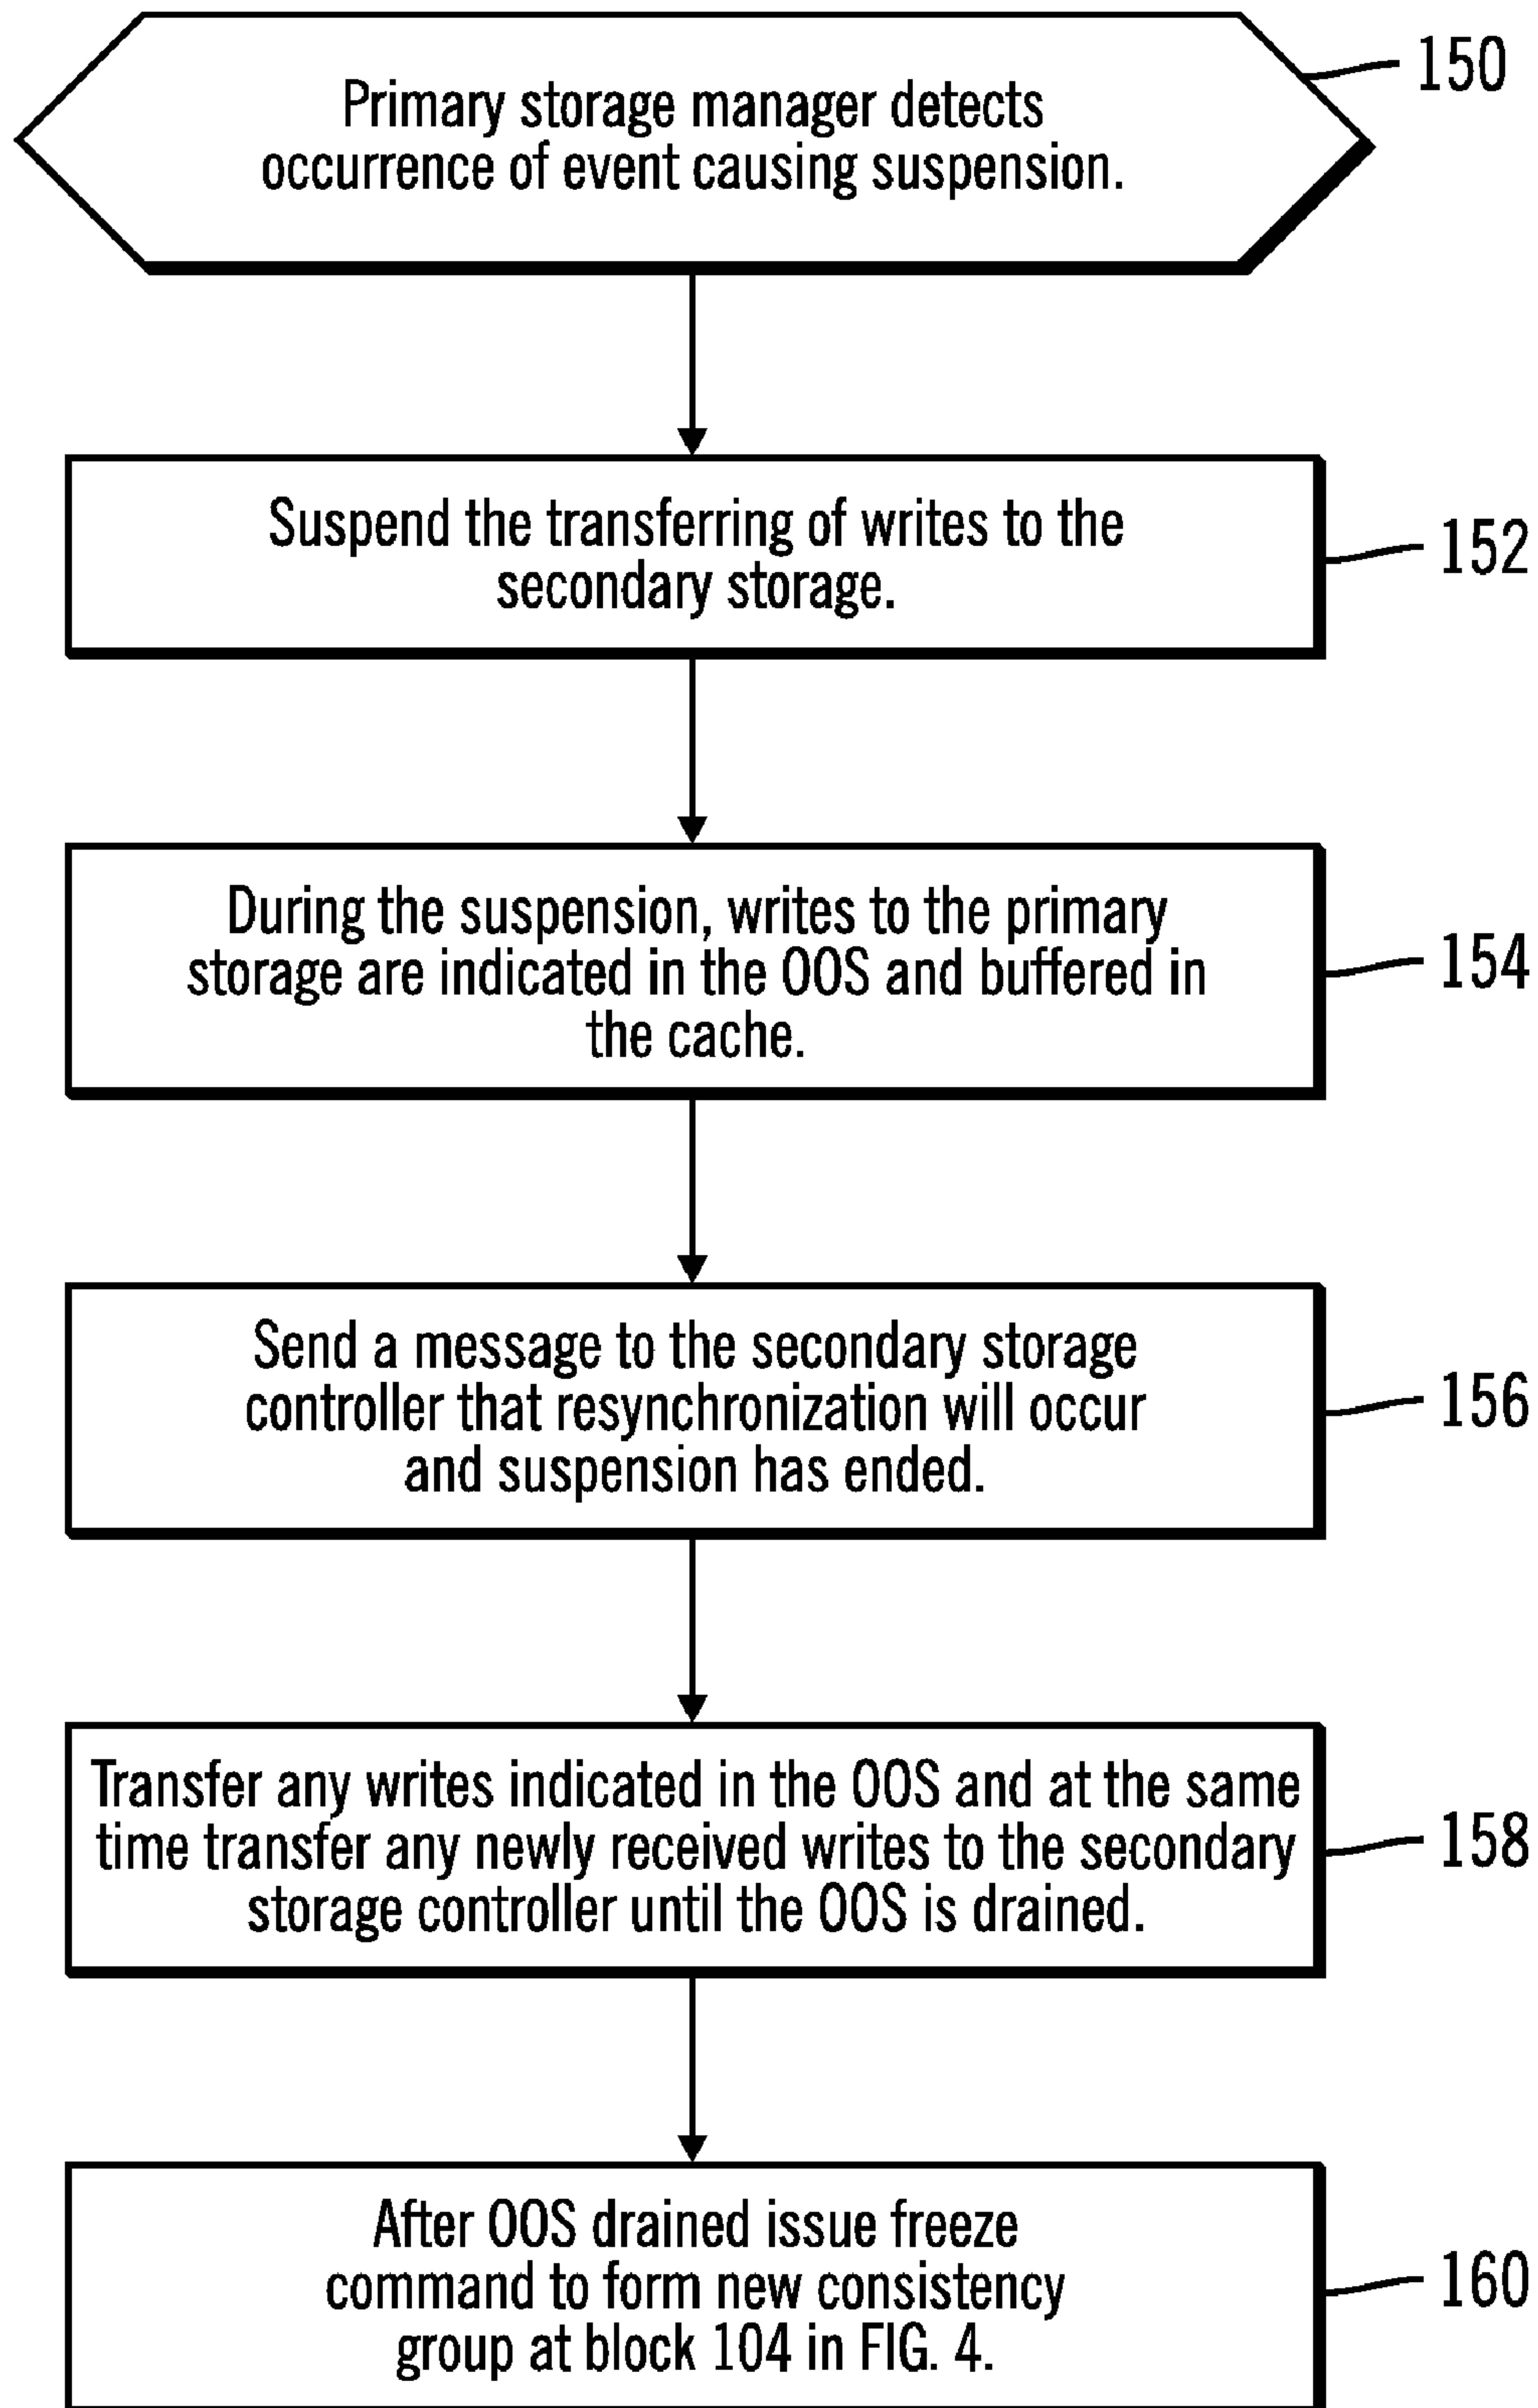 Primary storage manager detects
occurrence of event causing suspension.
150
Suspend the transferring of writes to the
secondary storage.
152
During the suspension, writes to the primary
storage are indicated in the OOS and buffered in
the cache.
154
Send a message to the secondary storage
controller that resynchronization will occur
and suspension has ended.
156
Transfer any writes indicated in the OOS and at the same
time transfer any newly received writes to the secondary
storage controller until the OOS is drained.
158
After OOS drained issue freeze
command to form new consistency
group at block 104 in FIG. 4.
160